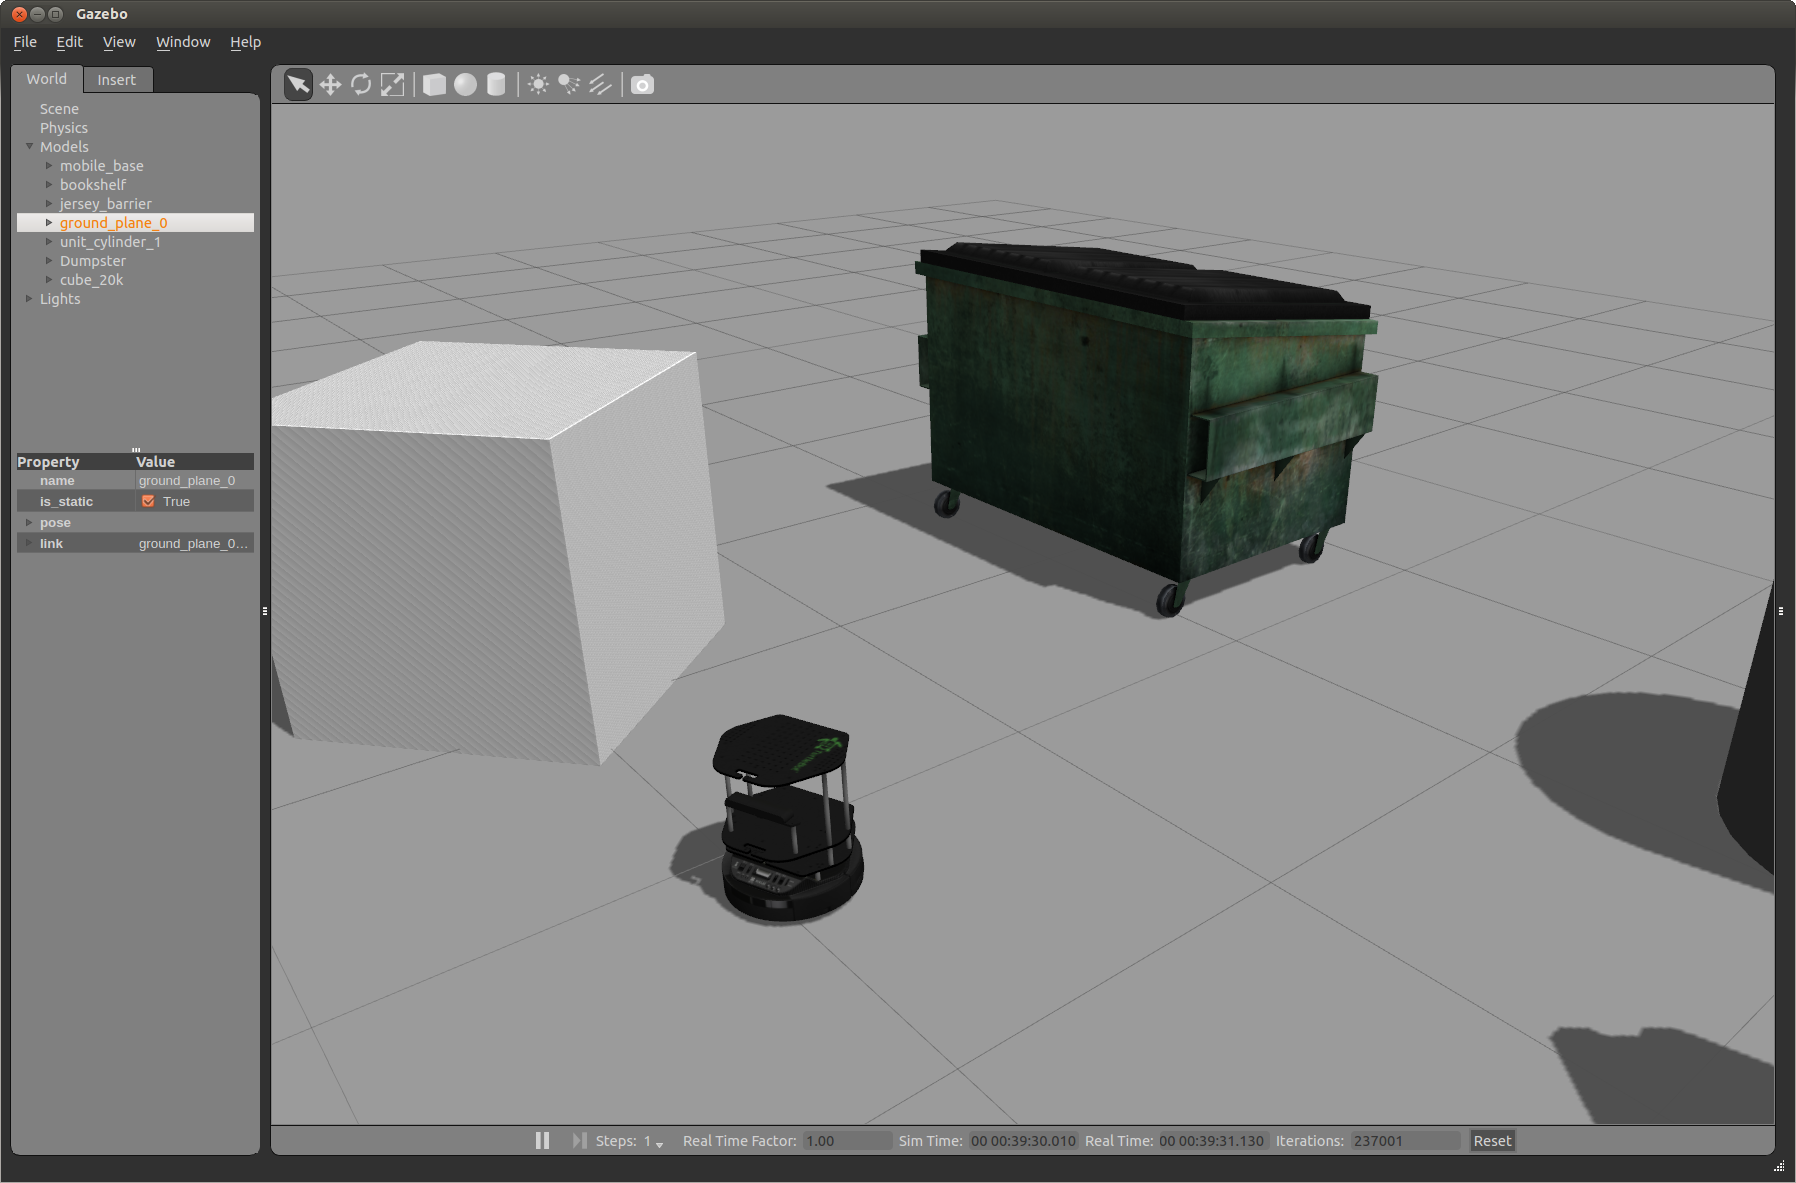 Gazebo
File Edit View Window Help
World Insert
Scene
Physics
Models
mobile_base
bookshelf
jersey_barrier
ground_plane_0
unit_cylinder_1
Dumpster
cube_20k
Lights
Property Value
name ground_plane_0
is_static True
pose
link ground_plane_0...
Steps: 1 Real Time Factor: 1.00 Sim Time: 00 00:39:30.010 Real Time: 00 00:39:31.130 Iterations: 237001 Reset